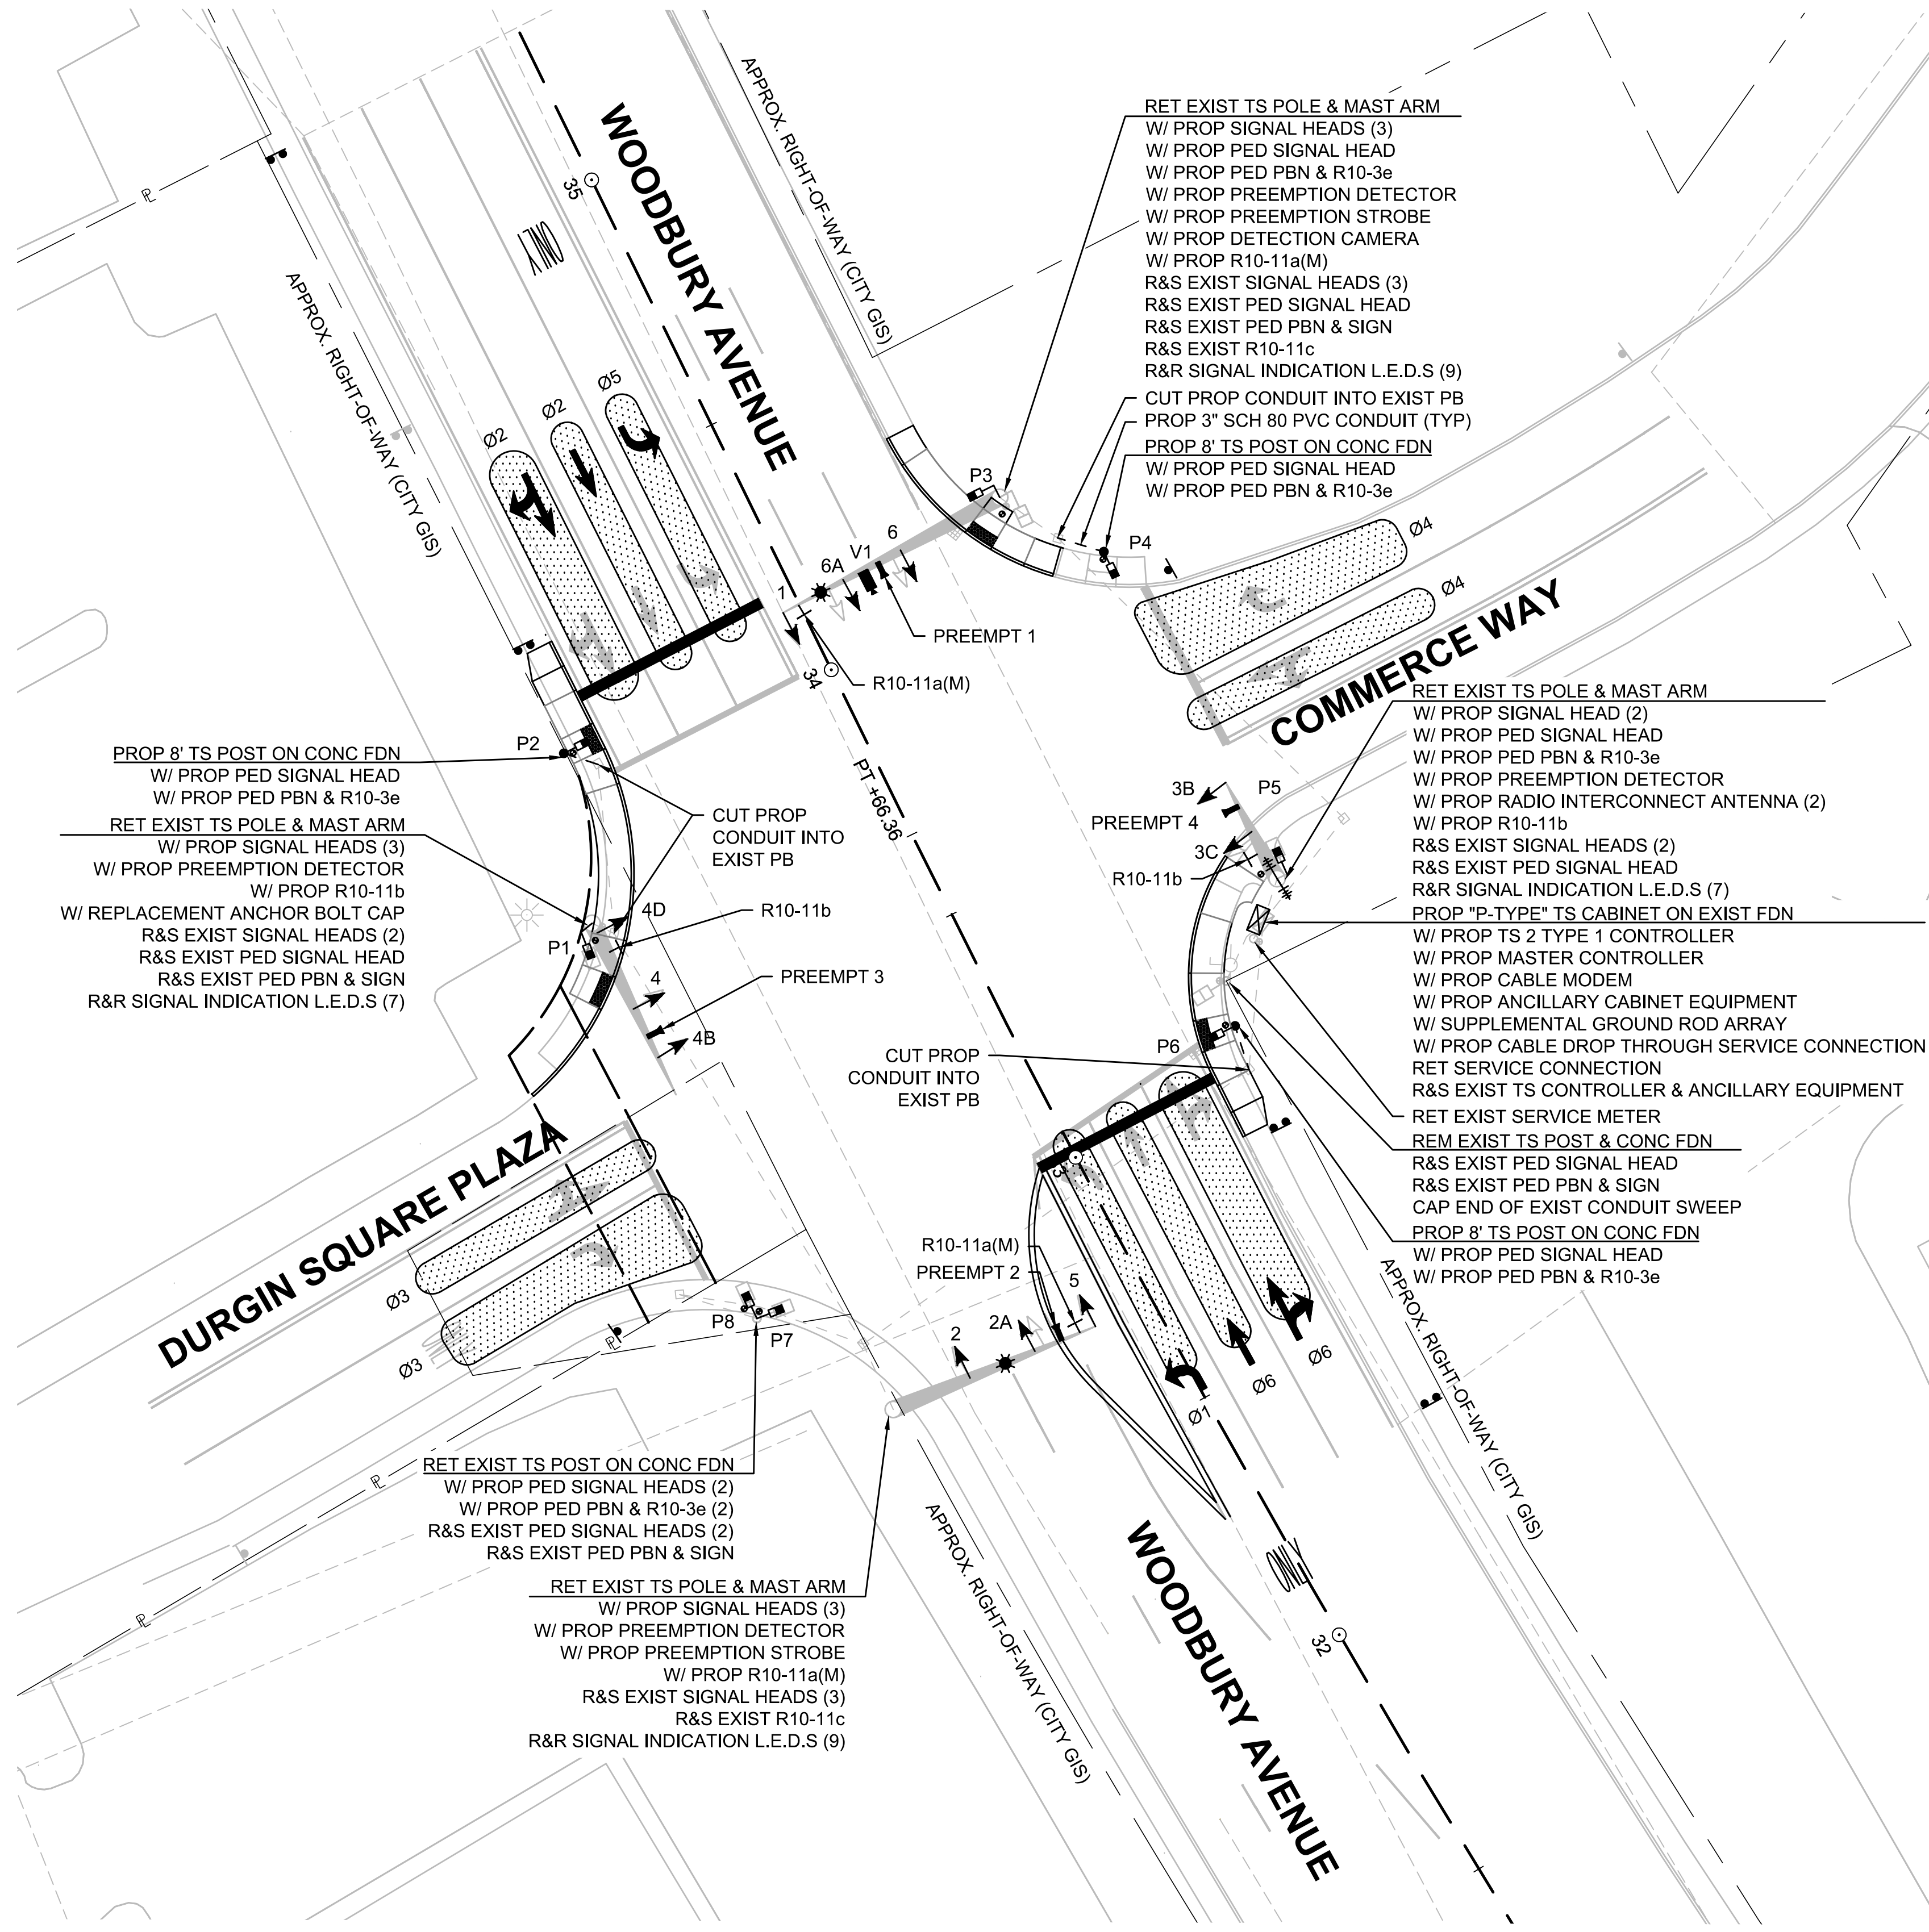 WOODBURY AVENUE
35
APPROX. RIGHT-OF-WAY (CITY GIS)
APPROX. RIGHT-OF-WAY (CITY GIS)
ONLY
RET EXIST TS POLE & MAST ARM
W/ PROP SIGNAL HEADS (3)
W/ PROP PED SIGNAL HEAD
W/ PROP PED PBN & R10-3e
W/ PROP PREEMPTION DETECTOR
W/ PROP PREEMPTION STROBE
W/ PROP DETECTION CAMERA
W/ PROP R10-11a(M)
R&S EXIST SIGNAL HEADS (3)
R&S EXIST PED SIGNAL HEAD
R&S EXIST PED PBN & SIGN
R&S EXIST R10-11c
R&R SIGNAL INDICATION L.E.D.S (9)
CUT PROP CONDUIT INTO EXIST PB
PROP 3" SCH 80 PVC CONDUIT (TYP)
PROP 8' TS POST ON CONC FDN
W/ PROP PED SIGNAL HEAD
W/ PROP PED PBN & R10-3e
Ø2
Ø2
Ø5
P3
P4
Ø4
Ø4
6
V1
6A
1
PREEMPT 1
34
R10-11a(M)
COMMERCE WAY
PT +66.36
P2
PROP 8' TS POST ON CONC FDN
W/ PROP PED SIGNAL HEAD
W/ PROP PED PBN & R10-3e
RET EXIST TS POLE & MAST ARM
W/ PROP SIGNAL HEADS (3)
W/ PROP PREEMPTION DETECTOR
W/ PROP R10-11b
W/ REPLACEMENT ANCHOR BOLT CAP
R&S EXIST SIGNAL HEADS (2)
R&S EXIST PED SIGNAL HEAD
R&S EXIST PED PBN & SIGN
R&R SIGNAL INDICATION L.E.D.S (7)
CUT PROP
CONDUIT INTO
EXIST PB
P1
4D
R10-11b
4
PREEMPT 3
4B
3B
P5
PREEMPT 4
3C
R10-11b
RET EXIST TS POLE & MAST ARM
W/ PROP SIGNAL HEAD (2)
W/ PROP PED SIGNAL HEAD
W/ PROP PED PBN & R10-3e
W/ PROP PREEMPTION DETECTOR
W/ PROP RADIO INTERCONNECT ANTENNA (2)
W/ PROP R10-11b
R&S EXIST SIGNAL HEADS (2)
R&S EXIST PED SIGNAL HEAD
R&R SIGNAL INDICATION L.E.D.S (7)
PROP "P-TYPE" TS CABINET ON EXIST FDN
W/ PROP TS 2 TYPE 1 CONTROLLER
W/ PROP MASTER CONTROLLER
W/ PROP CABLE MODEM
W/ PROP ANCILLARY CABINET EQUIPMENT
W/ SUPPLEMENTAL GROUND ROD ARRAY
W/ PROP CABLE DROP THROUGH SERVICE CONNECTION
RET SERVICE CONNECTION
R&S EXIST TS CONTROLLER & ANCILLARY EQUIPMENT
RET EXIST SERVICE METER
REM EXIST TS POST & CONC FDN
R&S EXIST PED SIGNAL HEAD
R&S EXIST PED PBN & SIGN
CAP END OF EXIST CONDUIT SWEEP
PROP 8' TS POST ON CONC FDN
W/ PROP PED SIGNAL HEAD
W/ PROP PED PBN & R10-3e
P6
CUT PROP
CONDUIT INTO
EXIST PB
DURGIN SQUARE PLAZA
Ø3
Ø3
P8
P7
R10-11a(M)
PREEMPT 2
5
2A
2
Ø1
Ø6
Ø6
APPROX. RIGHT-OF-WAY (CITY GIS)
APPROX. RIGHT-OF-WAY (CITY GIS)
RET EXIST TS POST ON CONC FDN
W/ PROP PED SIGNAL HEADS (2)
W/ PROP PED PBN & R10-3e (2)
R&S EXIST PED SIGNAL HEADS (2)
R&S EXIST PED PBN & SIGN
RET EXIST TS POLE & MAST ARM
W/ PROP SIGNAL HEADS (3)
W/ PROP PREEMPTION DETECTOR
W/ PROP PREEMPTION STROBE
W/ PROP R10-11a(M)
R&S EXIST SIGNAL HEADS (3)
R&S EXIST R10-11c
R&R SIGNAL INDICATION L.E.D.S (9)
ONLY
32
WOODBURY AVENUE